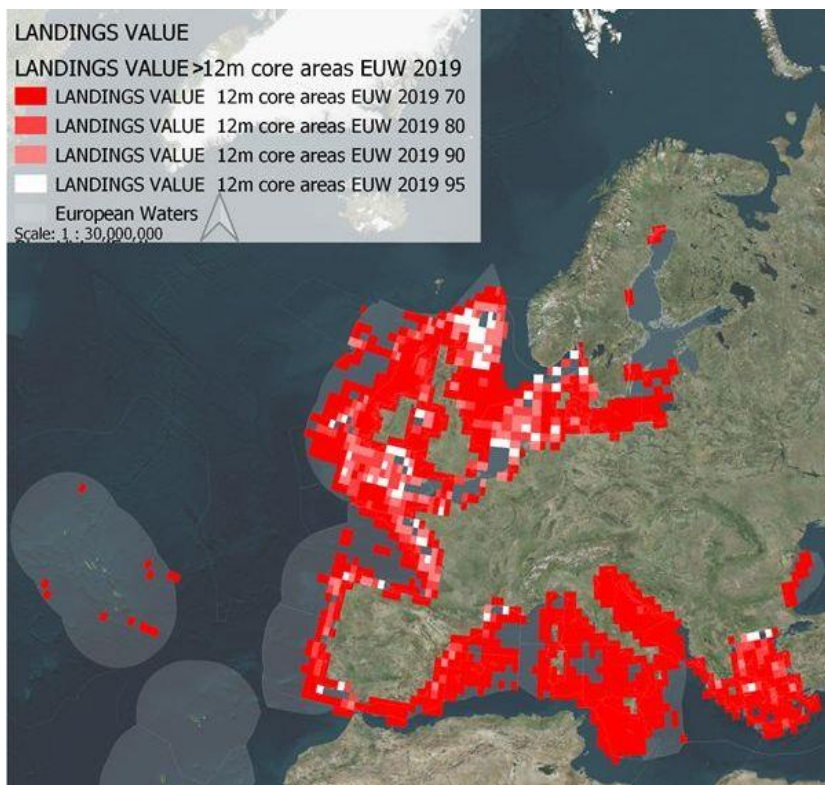 LANDINGS VALUE
LANDINGS VALUE >12m core areas EUW 2019
LANDINGS VALUE 12m core areas EUW 2019 70
LANDINGS VALUE 12m core areas EUW 2019 80
LANDINGS VALUE 12m core areas EUW 2019 90
LANDINGS VALUE 12m core areas EUW 2019 95
European Waters
Scale: 1 : 30,000,000